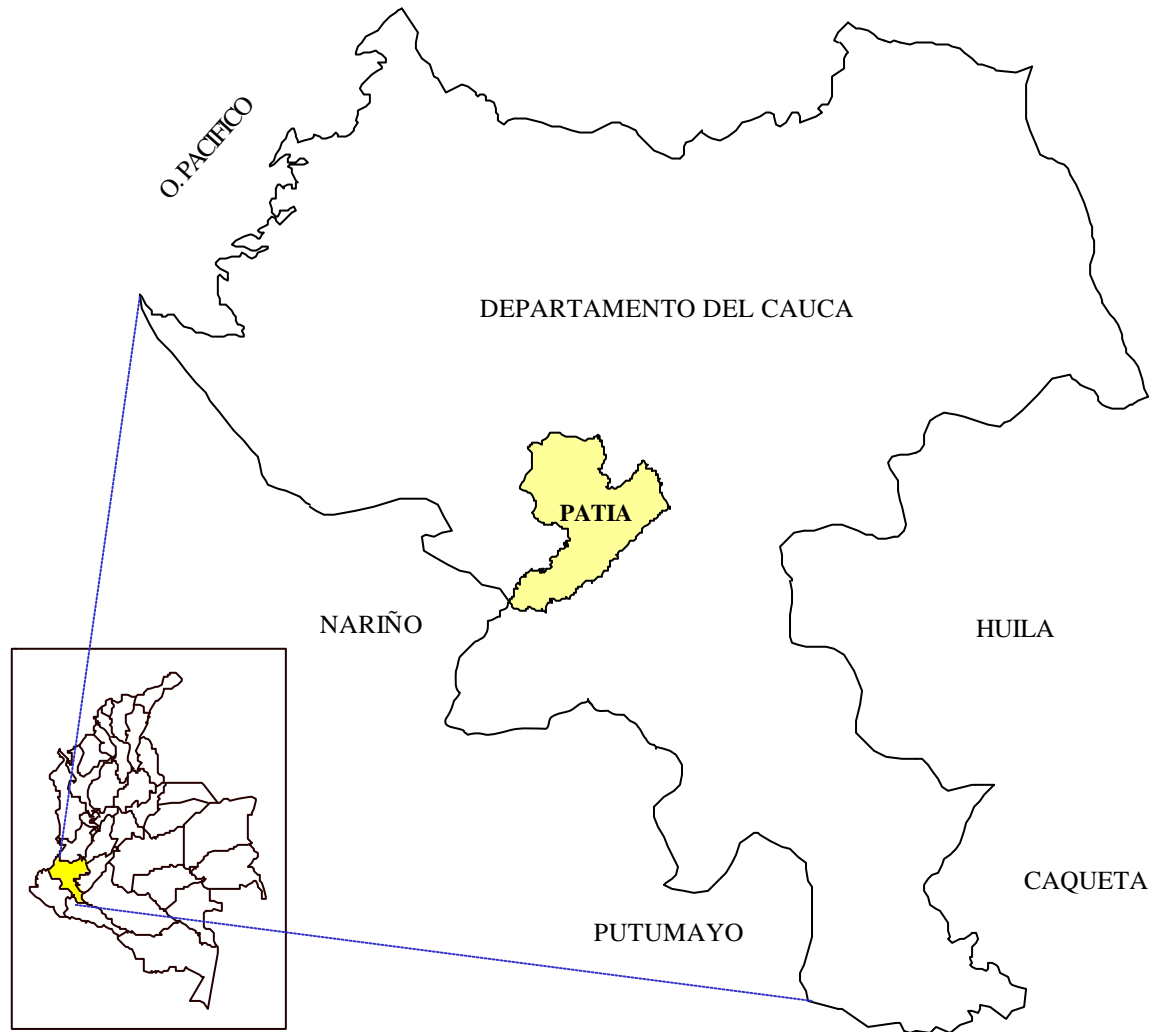 O. PACIFICO
DEPARTAMENTO DEL CAUCA
PATIA
NARIÑO
HUILA
CAQUETA
PUTUMAYO